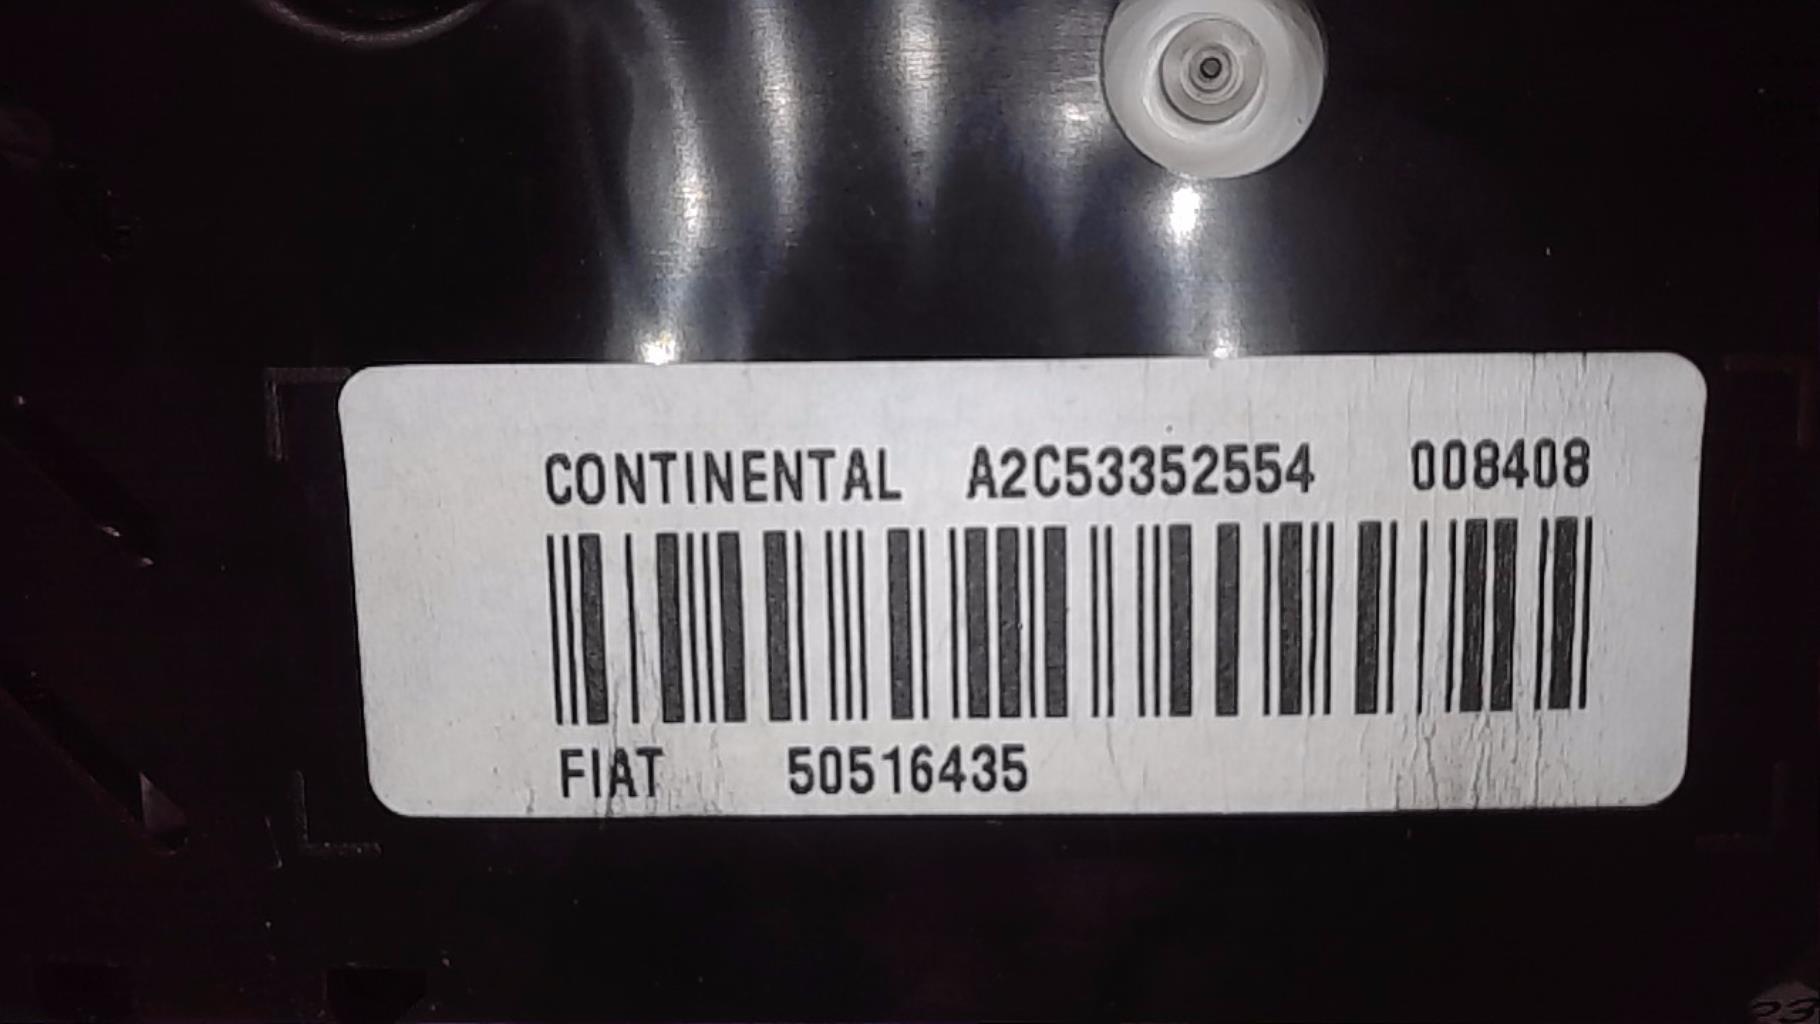 CONTINENTAL A2C53352554 008408
FIAT 50516435